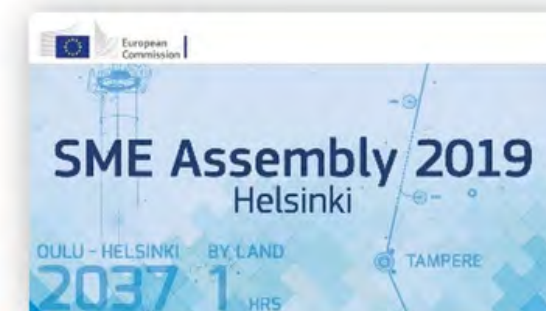 European
Commission
SME Assembly 2019
Helsinki
OULU - HELSINKI BY LAND
TAMPERE
2037 1 HRS